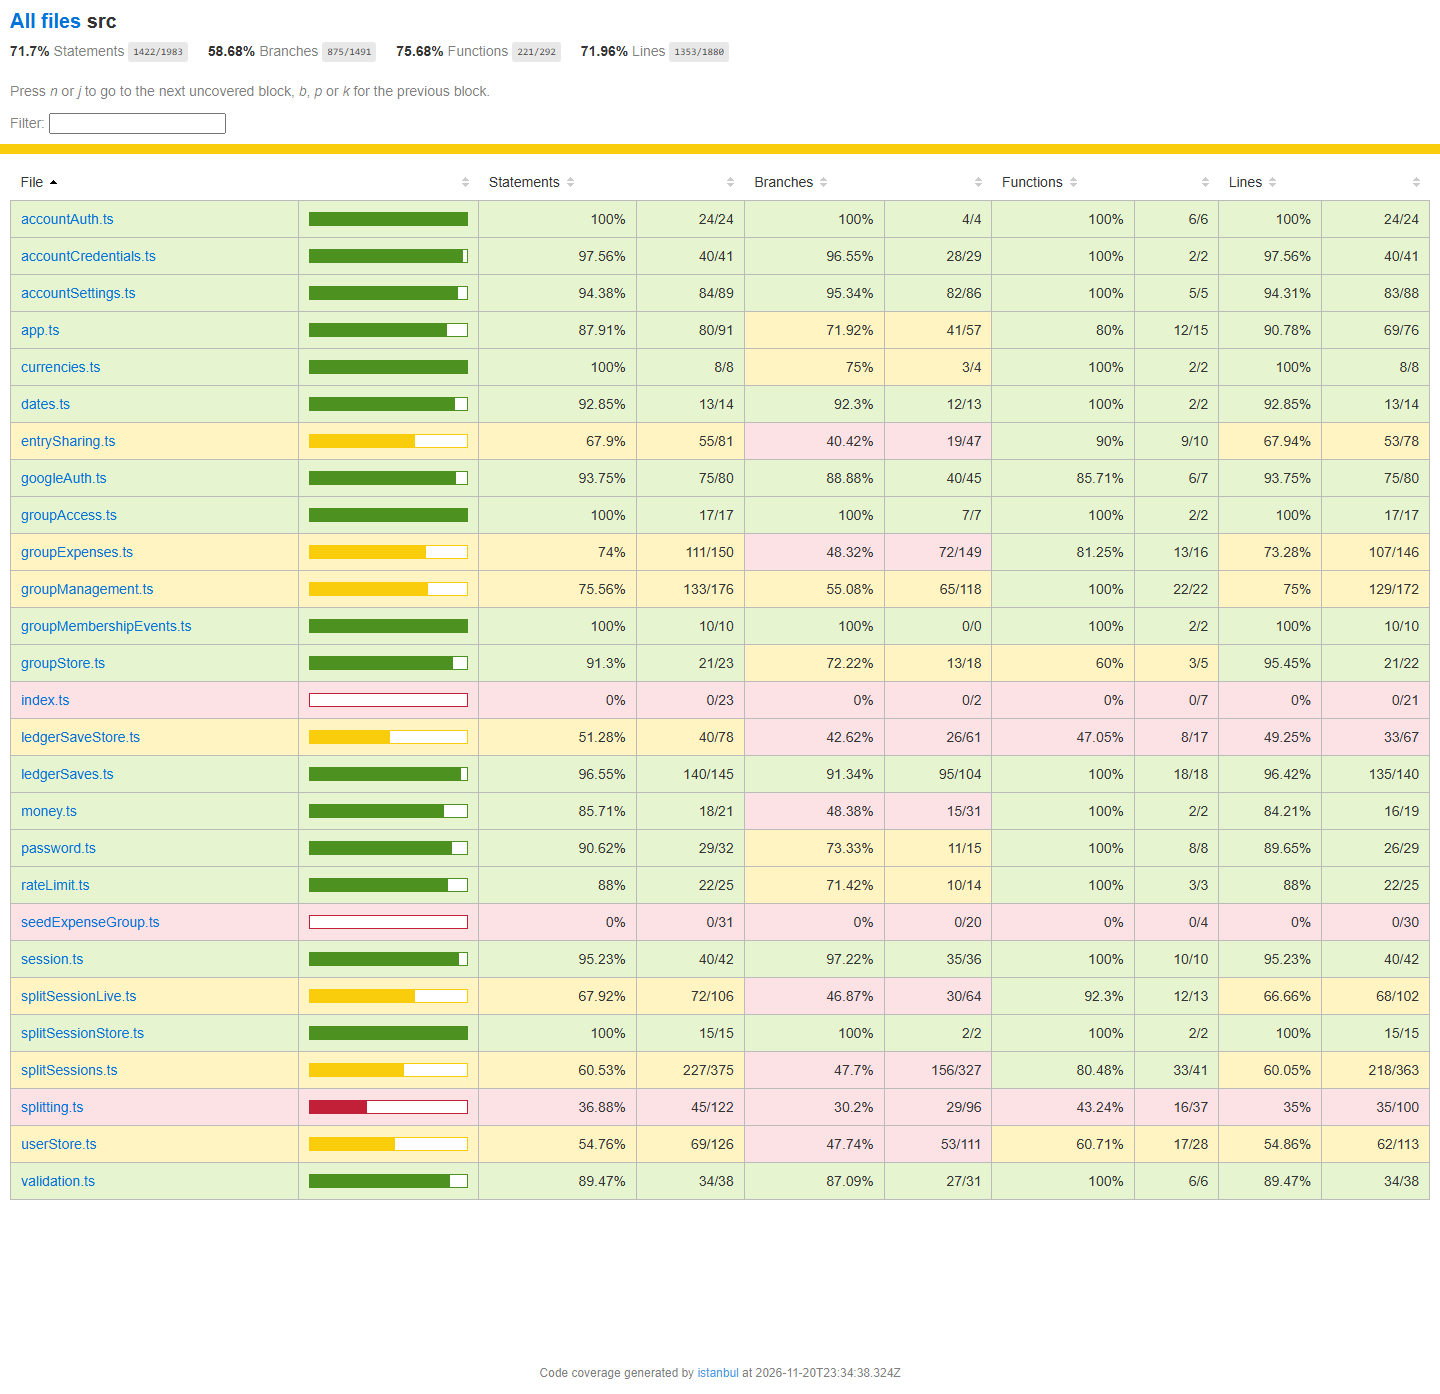 All files src
71.7% Statements 1422/1983 58.68% Branches 875/1491 75.68% Functions 221/292 71.96% Lines 1353/1880
Press n or j to go to the next uncovered block, b, p or k for the previous block.
Filter:
File Statements Branches Functions Lines
accountAuth.ts 100% 24/24 100% 4/4 100% 6/6 100% 24/24
accountCredentials.ts 97.56% 40/41 96.55% 28/29 100% 2/2 97.56% 40/41
accountSettings.ts 94.38% 84/89 95.34% 82/86 100% 5/5 94.31% 83/88
app.ts 87.91% 80/91 71.92% 41/57 80% 12/15 90.78% 69/76
currencies.ts 100% 8/8 75% 3/4 100% 2/2 100% 8/8
dates.ts 92.85% 13/14 92.3% 12/13 100% 2/2 92.85% 13/14
entrySharing.ts 67.9% 55/81 40.42% 19/47 90% 9/10 67.94% 53/78
googleAuth.ts 93.75% 75/80 88.88% 40/45 85.71% 6/7 93.75% 75/80
groupAccess.ts 100% 17/17 100% 7/7 100% 2/2 100% 17/17
groupExpenses.ts 74% 111/150 48.32% 72/149 81.25% 13/16 73.28% 107/146
groupManagement.ts 75.56% 133/176 55.08% 65/118 100% 22/22 75% 129/172
groupMembershipEvents.ts 100% 10/10 100% 0/0 100% 2/2 100% 10/10
groupStore.ts 91.3% 21/23 72.22% 13/18 60% 3/5 95.45% 21/22
index.ts 0% 0/23 0% 0/2 0% 0/7 0% 0/21
ledgerSaveStore.ts 51.28% 40/78 42.62% 26/61 47.05% 8/17 49.25% 33/67
ledgerSaves.ts 96.55% 140/145 91.34% 95/104 100% 18/18 96.42% 135/140
money.ts 85.71% 18/21 48.38% 15/31 100% 2/2 84.21% 16/19
password.ts 90.62% 29/32 73.33% 11/15 100% 8/8 89.65% 26/29
rateLimit.ts 88% 22/25 71.42% 10/14 100% 3/3 88% 22/25
seedExpenseGroup.ts 0% 0/31 0% 0/20 0% 0/4 0% 0/30
session.ts 95.23% 40/42 97.22% 35/36 100% 10/10 95.23% 40/42
splitSessionLive.ts 67.92% 72/106 46.87% 30/64 92.3% 12/13 66.66% 68/102
splitSessionStore.ts 100% 15/15 100% 2/2 100% 2/2 100% 15/15
splitSessions.ts 60.53% 227/375 47.7% 156/327 80.48% 33/41 60.05% 218/363
splitting.ts 36.88% 45/122 30.2% 29/96 43.24% 16/37 35% 35/100
userStore.ts 54.76% 69/126 47.74% 53/111 60.71% 17/28 54.86% 62/113
validation.ts 89.47% 34/38 87.09% 27/31 100% 6/6 89.47% 34/38
Code coverage generated by istanbul at 2026-11-20T23:34:38.324Z